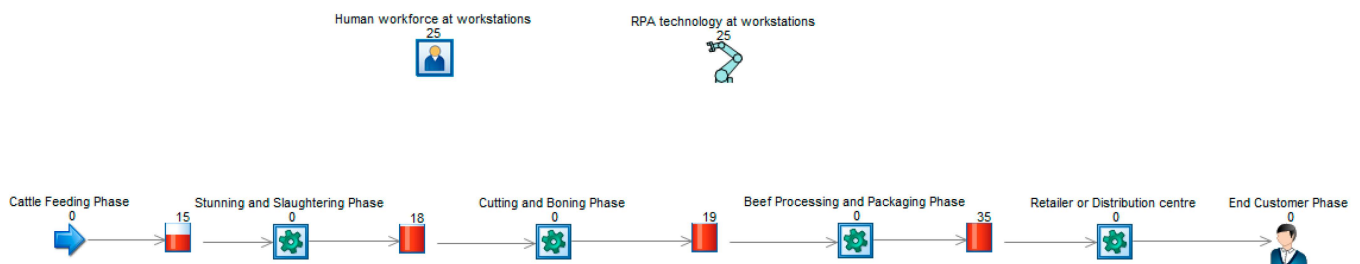 Human workforce at workstations
25
RPA technology at workstations
25
Cattle Feeding Phase
0
15
Stunning and Slaughtering Phase
0
18
Cutting and Boning Phase
0
19
Beef Processing and Packaging Phase
0
35
Retailer or Distribution centre
0
End Customer Phase
0